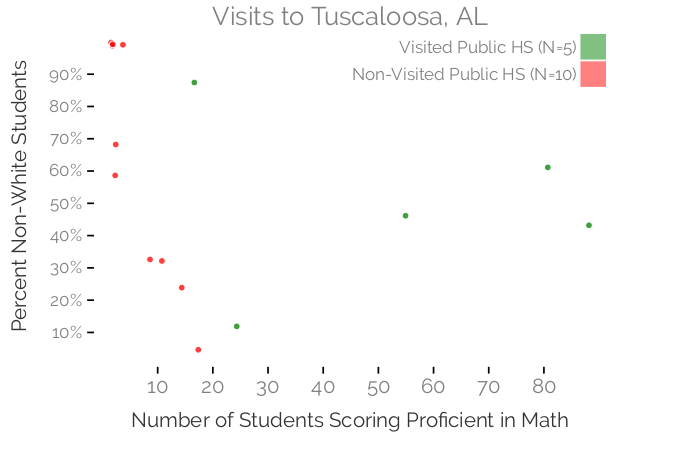 Visits to Tuscaloosa, AL
Visited Public HS (N=5)
Non-Visited Public HS (N=10)
Percent Non-White Students
90%
80%
70%
60%
50%
40%
30%
20%
10%
10 20 30 40 50 60 70 80
Number of Students Scoring Proficient in Math